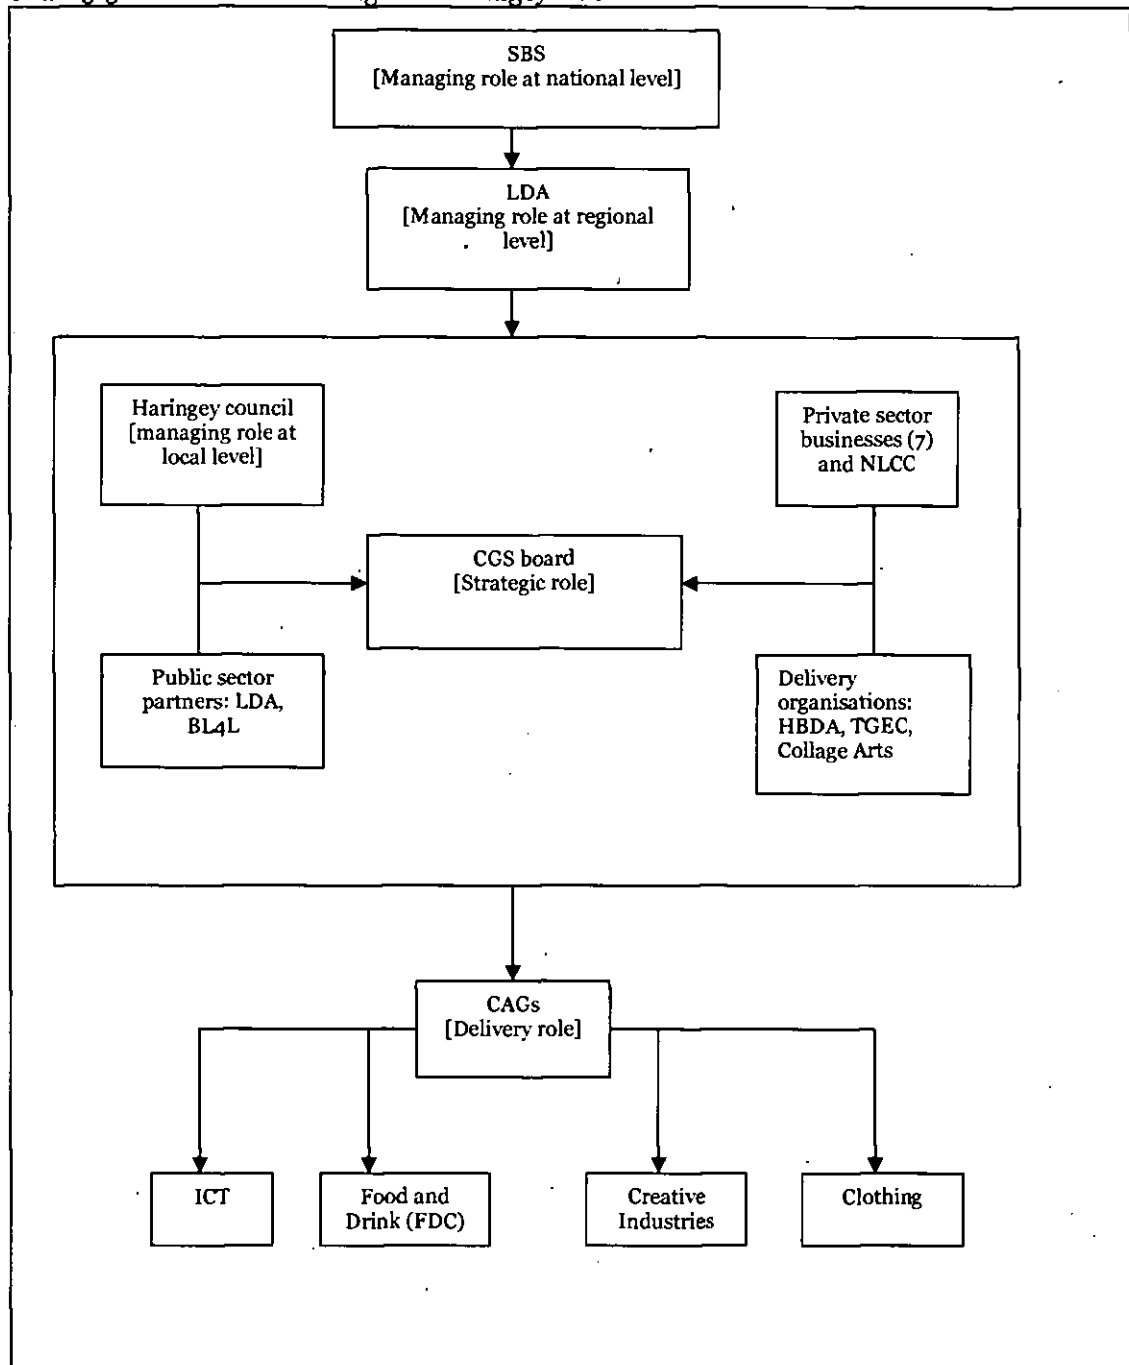 SBS
[Managing role at national level]
LDA
[Managing role at regional
level]
Haringey council
[managing role at
local level]
Private sector
businesses (7)
and NLCC
CGS board
[Strategic role]
Public sector
partners: LDA,
BL4L
Delivery
organisations:
HBDA, TGEC,
Collage Arts
CAGs
[Delivery role]
ICT
Food and
Drink (FDC)
Creative
Industries
Clothing